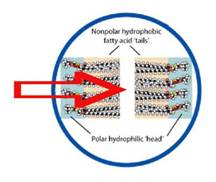 Nonpolar hydrophobic
fatty acid 'tails'
Polar hydrophilic 'head'